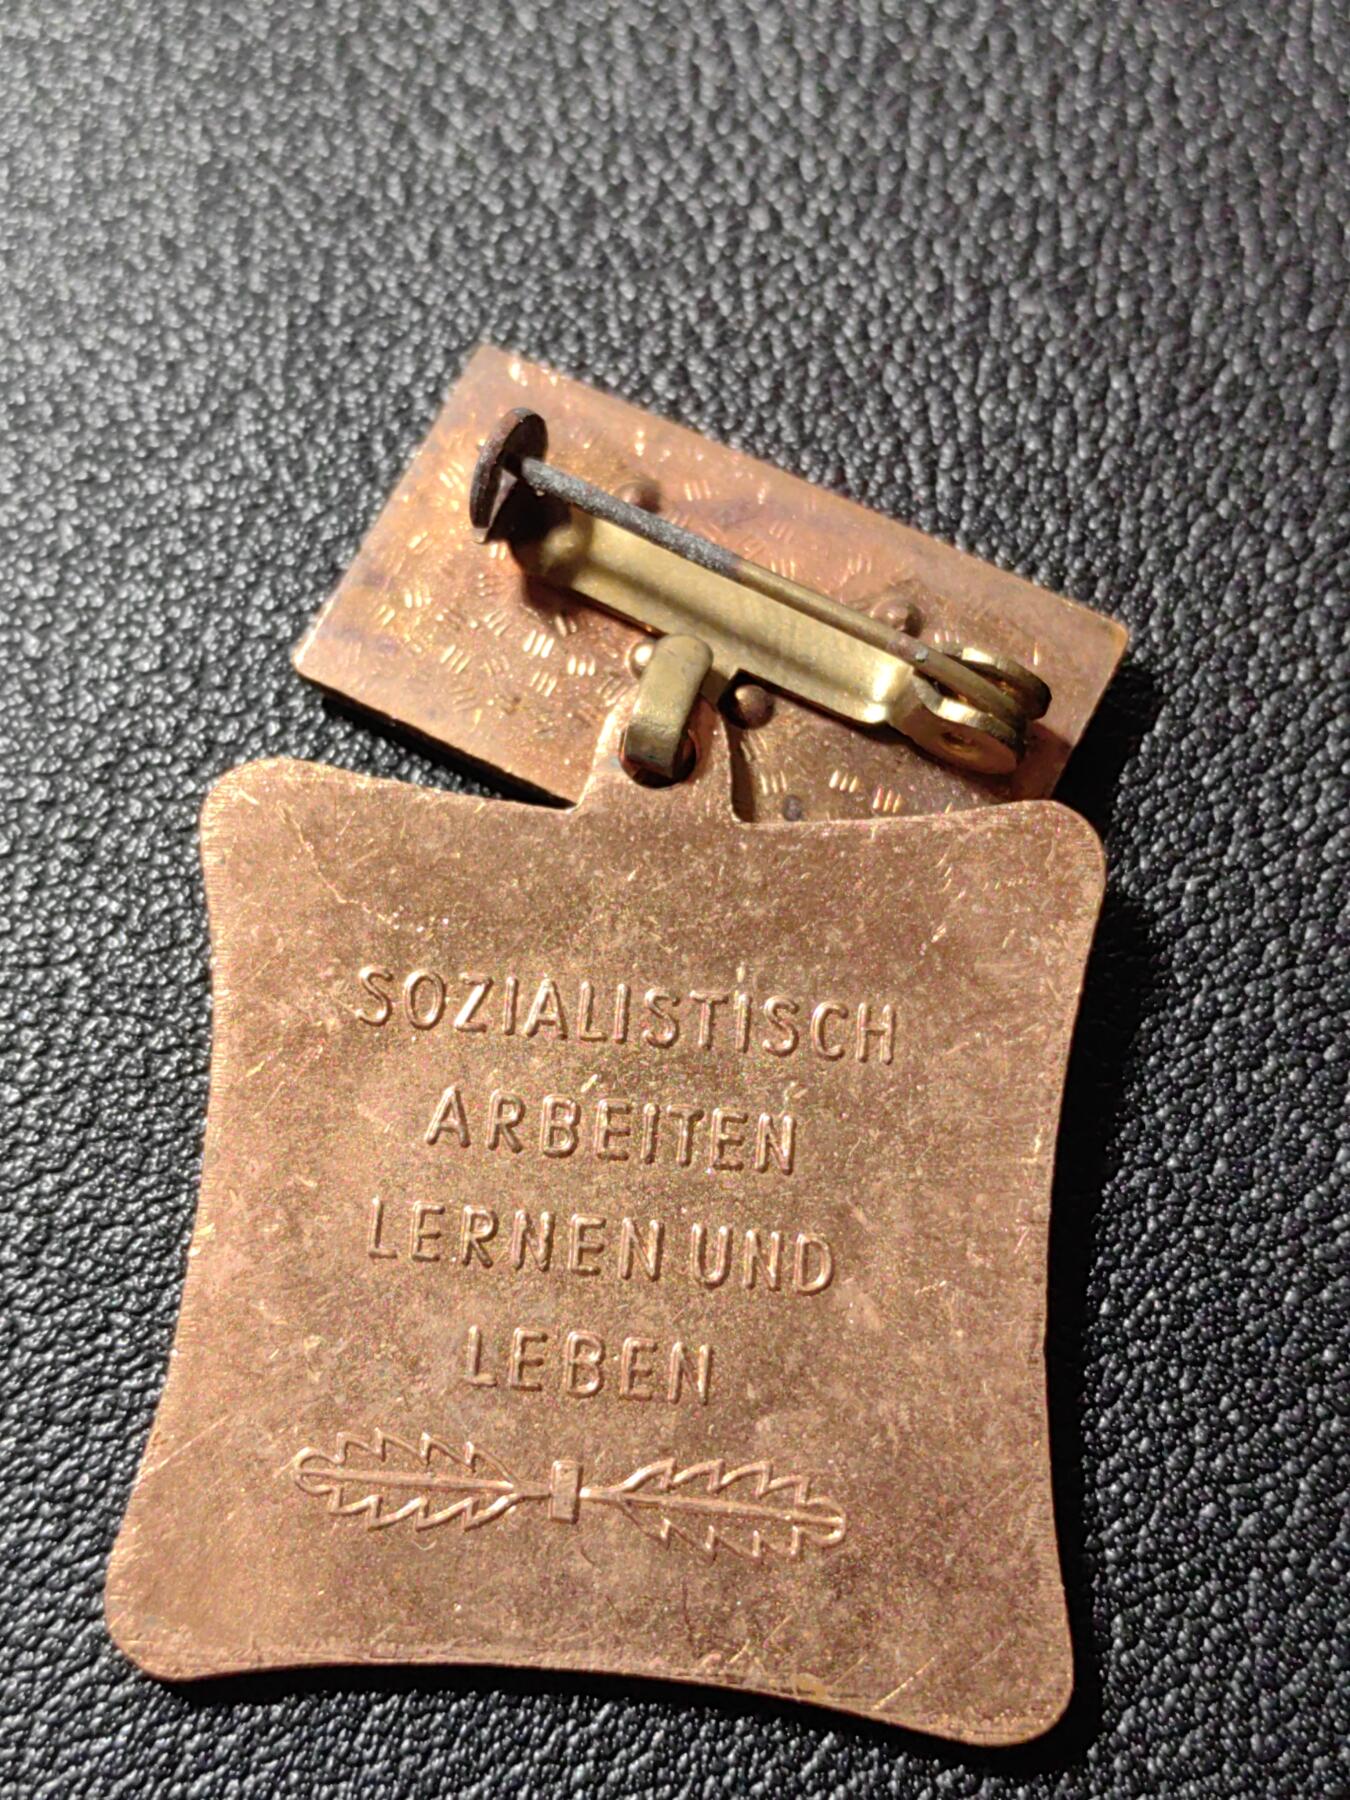 SOZIALISTISCH
ARBEITEN
LERNEN UND
LEBEN